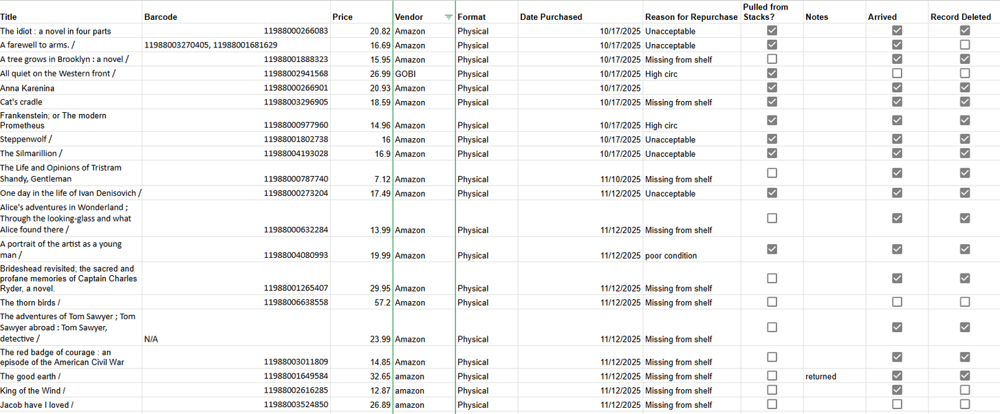 Title Barcode Price Vendor Format Date Purchased Reason for Repurchase Pulled from Stacks? Notes Arrived Record Deleted
The idiot : a novel in four parts 11988000266083 20.82 Amazon Physical 10/17/2025 Unacceptable
A farewell to arms. / 11988003270405, 11988001681629 16.69 Amazon Physical 10/17/2025 Unacceptable
A tree grows in Brooklyn : a novel / 11988001888323 15.95 Amazon Physical 10/17/2025 Missing from shelf
All quiet on the Western front / 11988002941568 26.99 GOBI Physical 10/17/2025 High circ
Anna Karenina 11988000266901 20.93 Amazon Physical 10/17/2025
Cat's cradle 11988003296905 18.59 Amazon Physical 10/17/2025 Missing from shelf
Frankenstein; or The modern
Prometheus 11988000977960 14.96 Amazon Physical 10/17/2025 High circ
Steppenwolf / 11988001802738 16 Amazon Physical 10/17/2025 Unacceptable
The Silmarillion / 11988004193028 16.9 Amazon Physical 10/17/2025 Unacceptable
The Life and Opinions of Tristram
Shandy, Gentleman 11988000787740 7.12 Amazon Physical 11/10/2025 Missing from shelf
One day in the life of Ivan Denisovich / 11988000273204 17.49 Amazon Physical 11/12/2025 Unacceptable
Alice's adventures in Wonderland ;
Through the looking-glass and what
Alice found there / 11988000632284 13.99 Amazon Physical 11/12/2025 Missing from shelf
A portrait of the artist as a young
man / 11988004080993 19.99 Amazon Physical 11/12/2025 poor condition
Brideshead revisited; the sacred and
profane memories of Captain Charles
Ryder, a novel. 11988001265407 29.95 Amazon Physical 11/12/2025 Missing from shelf
The thorn birds / 11988006638558 57.2 Amazon Physical 11/12/2025 Missing from shelf
The adventures of Tom Sawyer ; Tom
Sawyer abroad : Tom Sawyer,
detective / N/A 23.99 Amazon Physical 11/12/2025 Missing from shelf
The red badge of courage : an
episode of the American Civil War 11988003011809 14.85 Amazon Physical 11/12/2025 Missing from shelf
The good earth / 11988001649584 32.65 amazon Physical 11/12/2025 Missing from shelf returned
King of the Wind / 11988002616285 12.87 amazon Physical 11/12/2025 Missing from shelf
Jacob have I loved / 11988003524850 26.89 amazon Physical 11/12/2025 Missing from shelf